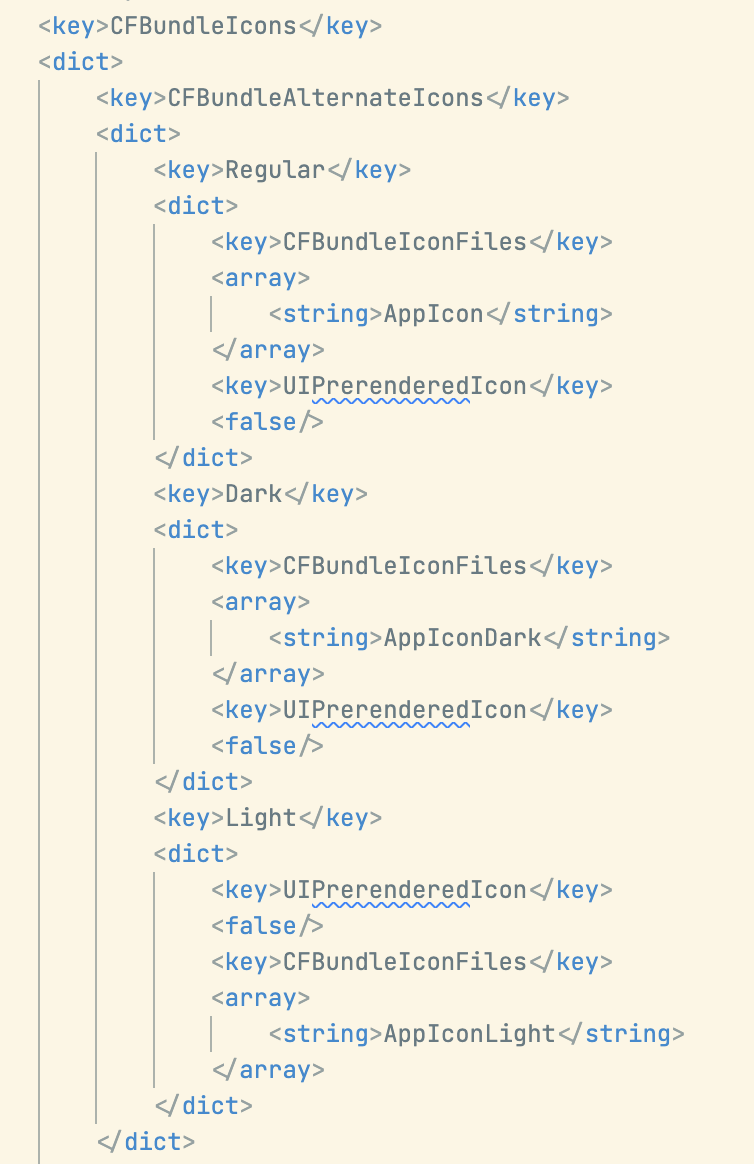 <key>CFBundleIcons</key>
<dict>
<key>CFBundleAlternateIcons</key>
<dict>
<key>Regular</key>
<dict>
<key>CFBundleIconFiles</key>
<array>
<string>AppIcon</string>
</array>
<key>UIPrerenderedIcon</key>
<false/>
</dict>
<key>Dark</key>
<dict>
<key>CFBundleIconFiles</key>
<array>
<string>AppIconDark</string>
</array>
<key>UIPrerenderedIcon</key>
<false/>
</dict>
<key>Light</key>
<dict>
<key>UIPrerenderedIcon</key>
<false/>
<key>CFBundleIconFiles</key>
<array>
<string>AppIconLight</string>
</array>
</dict>
</dict>